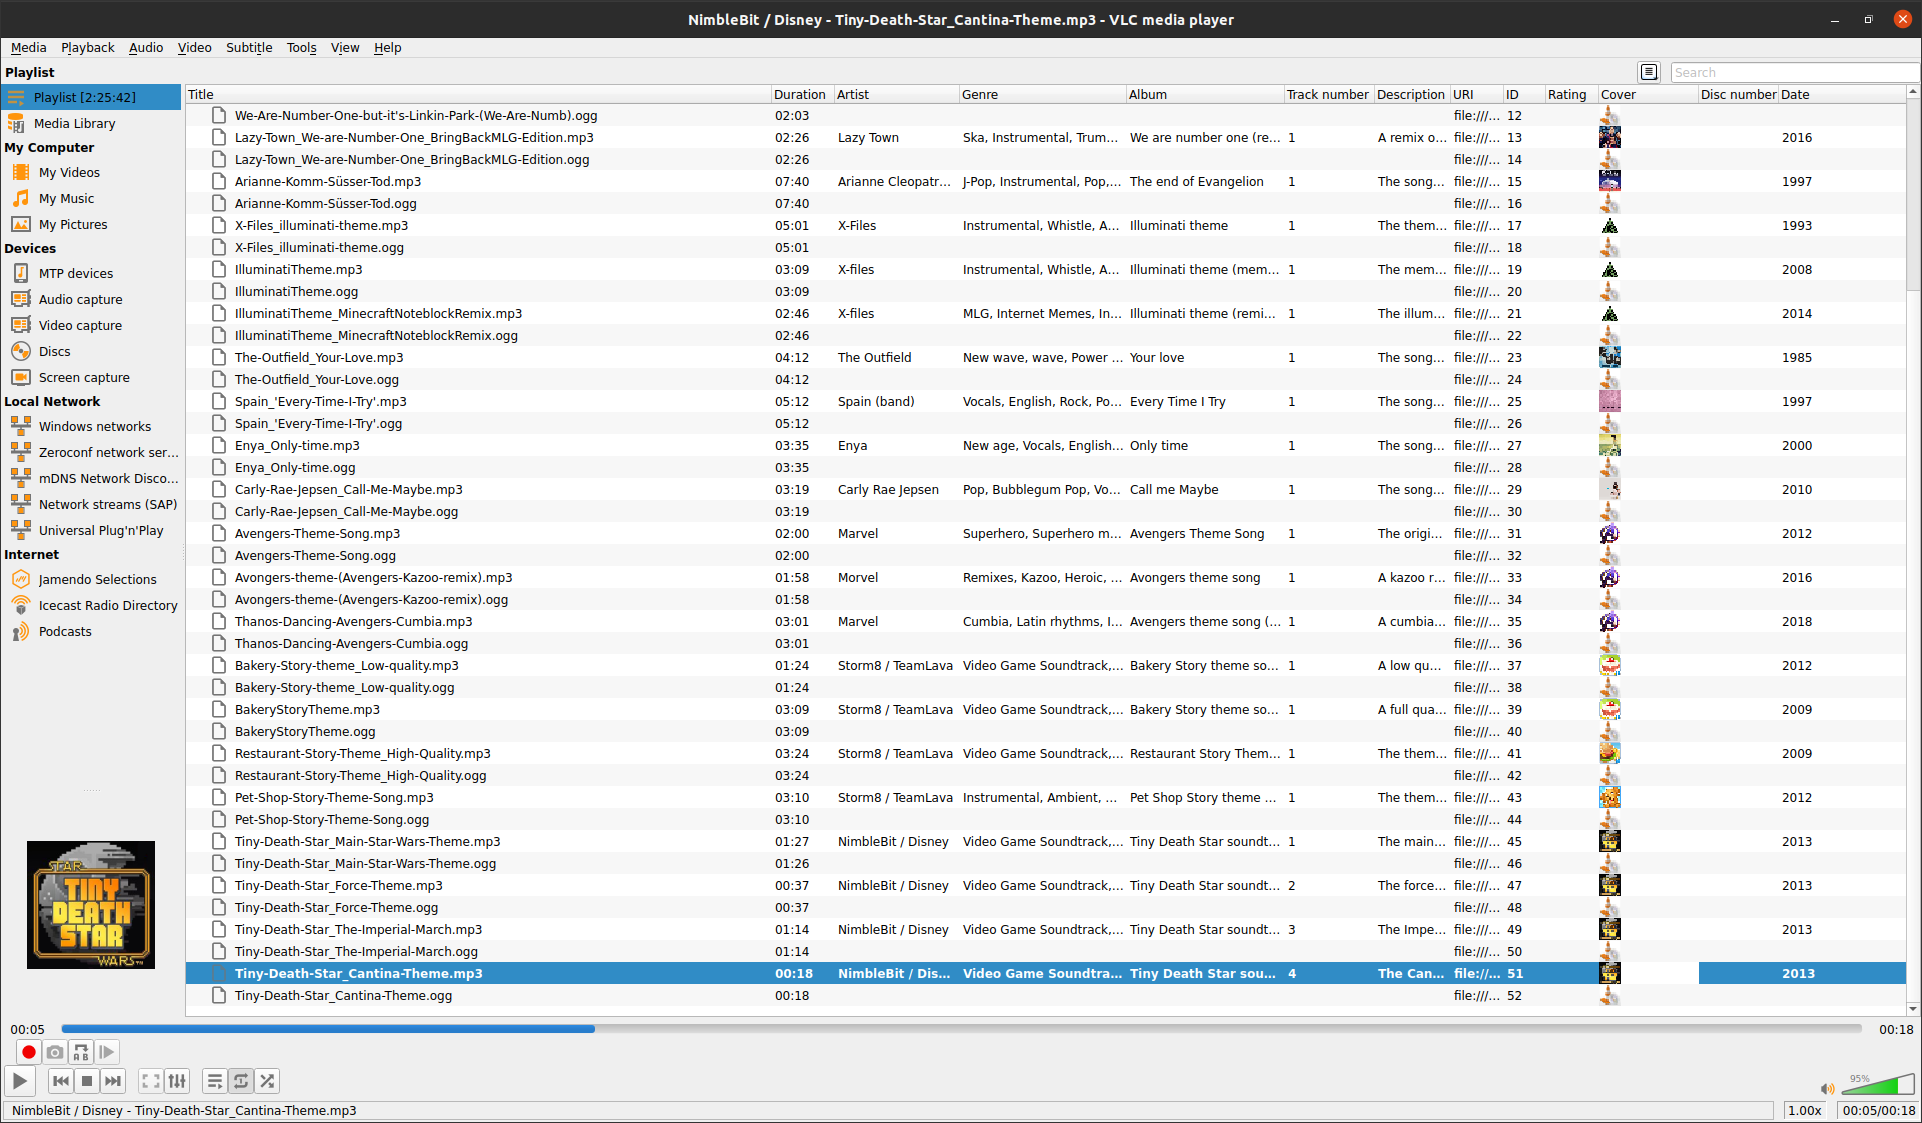 NimbleBit / Disney - Tiny-Death-Star_Cantina-Theme.mp3 - VLC media player
Media Playback Audio Video Subtitle Tools View Help
Playlist
Search
Playlist [2:25:42]
Media Library
My Computer
My Videos
My Music
My Pictures
Devices
MTP devices
Audio capture
Video capture
Discs
Screen capture
Local Network
Windows networks
Zeroconf network ser...
mDNS Network Disco...
Network streams (SAP)
Universal Plug'n'Play
Internet
Jamendo Selections
Icecast Radio Directory
Podcasts
STAR
TINY
DEATH
STAR
WARS
Title Duration Artist Genre Album Track number Description URI ID Rating Cover Disc number Date
We-Are-Number-One-but-it's-Linkin-Park-(We-Are-Numb).ogg 02:03 file:///... 12
Lazy-Town_We-are-Number-One_BringBackMLG-Edition.mp3 02:26 Lazy Town Ska, Instrumental, Trum... We are number one (re... 1 A remix o... file:///... 13 2016
Lazy-Town_We-are-Number-One_BringBackMLG-Edition.ogg 02:26 file:///... 14
Arianne-Komm-Süsser-Tod.mp3 07:40 Arianne Cleopatr... J-Pop, Instrumental, Pop,... The end of Evangelion 1 The song... file:///... 15 1997
Arianne-Komm-Süsser-Tod.ogg 07:40 file:///... 16
X-Files_illuminati-theme.mp3 05:01 X-Files Instrumental, Whistle, A... Illuminati theme 1 The them... file:///... 17 1993
X-Files_illuminati-theme.ogg 05:01 file:///... 18
IlluminatiTheme.mp3 03:09 X-files Instrumental, Whistle, A... Illuminati theme (mem... 1 The mem... file:///... 19 2008
IlluminatiTheme.ogg 03:09 file:///... 20
IlluminatiTheme_MinecraftNoteblockRemix.mp3 02:46 X-files MLG, Internet Memes, In... Illuminati theme (remi... 1 The illum... file:///... 21 2014
IlluminatiTheme_MinecraftNoteblockRemix.ogg 02:46 file:///... 22
The-Outfield_Your-Love.mp3 04:12 The Outfield New wave, wave, Power ... Your love 1 The song... file:///... 23 1985
The-Outfield_Your-Love.ogg 04:12 file:///... 24
Spain_'Every-Time-I-Try'.mp3 05:12 Spain (band) Vocals, English, Rock, Po... Every Time I Try 1 The song... file:///... 25 1997
Spain_'Every-Time-I-Try'.ogg 05:12 file:///... 26
Enya_Only-time.mp3 03:35 Enya New age, Vocals, English... Only time 1 The song... file:///... 27 2000
Enya_Only-time.ogg 03:35 file:///... 28
Carly-Rae-Jepsen_Call-Me-Maybe.mp3 03:19 Carly Rae Jepsen Pop, Bubblegum Pop, Vo... Call me Maybe 1 The song... file:///... 29 2010
Carly-Rae-Jepsen_Call-Me-Maybe.ogg 03:19 file:///... 30
Avengers-Theme-Song.mp3 02:00 Marvel Superhero, Superhero m... Avengers Theme Song 1 The origi... file:///... 31 2012
Avengers-Theme-Song.ogg 02:00 file:///... 32
Avongers-theme-(Avengers-Kazoo-remix).mp3 01:58 Morvel Remixes, Kazoo, Heroic, ... Avongers theme song 1 A kazoo r... file:///... 33 2016
Avongers-theme-(Avengers-Kazoo-remix).ogg 01:58 file:///... 34
Thanos-Dancing-Avengers-Cumbia.mp3 03:01 Marvel Cumbia, Latin rhythms, I... Avengers theme song (... 1 A cumbia... file:///... 35 2018
Thanos-Dancing-Avengers-Cumbia.ogg 03:01 file:///... 36
Bakery-Story-theme_Low-quality.mp3 01:24 Storm8 / TeamLava Video Game Soundtrack,... Bakery Story theme so... 1 A low qu... file:///... 37 2012
Bakery-Story-theme_Low-quality.ogg 01:24 file:///... 38
BakeryStoryTheme.mp3 03:09 Storm8 / TeamLava Video Game Soundtrack,... Bakery Story theme so... 1 A full qua... file:///... 39 2009
BakeryStoryTheme.ogg 03:09 file:///... 40
Restaurant-Story-Theme_High-Quality.mp3 03:24 Storm8 / TeamLava Video Game Soundtrack,... Restaurant Story Them... 1 The them... file:///... 41 2009
Restaurant-Story-Theme_High-Quality.ogg 03:24 file:///... 42
Pet-Shop-Story-Theme-Song.mp3 03:10 Storm8 / TeamLava Instrumental, Ambient, ... Pet Shop Story theme ... 1 The them... file:///... 43 2012
Pet-Shop-Story-Theme-Song.ogg 03:10 file:///... 44
Tiny-Death-Star_Main-Star-Wars-Theme.mp3 01:27 NimbleBit / Disney Video Game Soundtrack,... Tiny Death Star soundt... 1 The main... file:///... 45 2013
Tiny-Death-Star_Main-Star-Wars-Theme.ogg 01:26 file:///... 46
Tiny-Death-Star_Force-Theme.mp3 00:37 NimbleBit / Disney Video Game Soundtrack,... Tiny Death Star soundt... 2 The force... file:///... 47 2013
Tiny-Death-Star_Force-Theme.ogg 00:37 file:///... 48
Tiny-Death-Star_The-Imperial-March.mp3 01:14 NimbleBit / Disney Video Game Soundtrack,... Tiny Death Star soundt... 3 The Impe... file:///... 49 2013
Tiny-Death-Star_The-Imperial-March.ogg 01:14 file:///... 50
Tiny-Death-Star_Cantina-Theme.mp3 00:18 NimbleBit / Dis... Video Game Soundtra... Tiny Death Star sou... 4 The Can... file://... 51 2013
Tiny-Death-Star_Cantina-Theme.ogg 00:18 file:///... 52
00:05 00:18
A B
95%
NimbleBit / Disney - Tiny-Death-Star_Cantina-Theme.mp3 1.00x 00:05/00:18